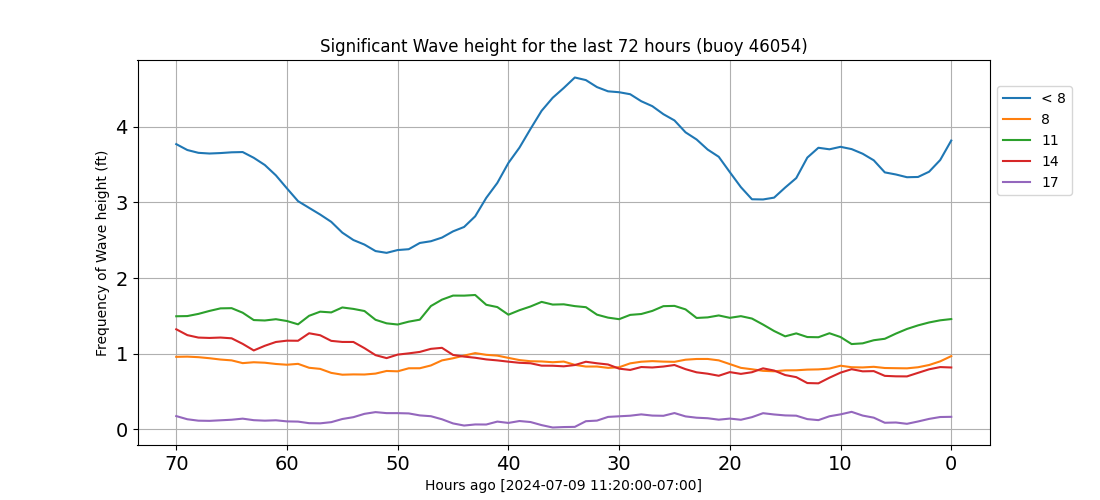 Significant Wave height for the last 72 hours (buoy 46054)
Frequency of Wave height (ft)
4
3
2
1
0
70 60 50 40 30 20 10 0
Hours ago [2024-07-09 11:20:00-07:00]
< 8
8
11
14
17